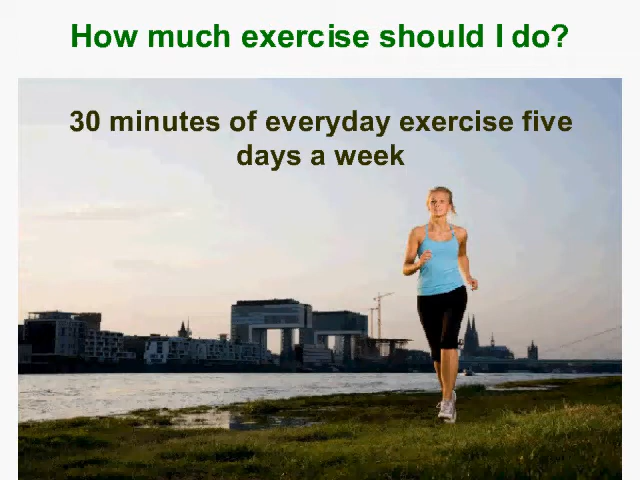 How much exercise should I do?
30 minutes of everyday exercise five
days a week